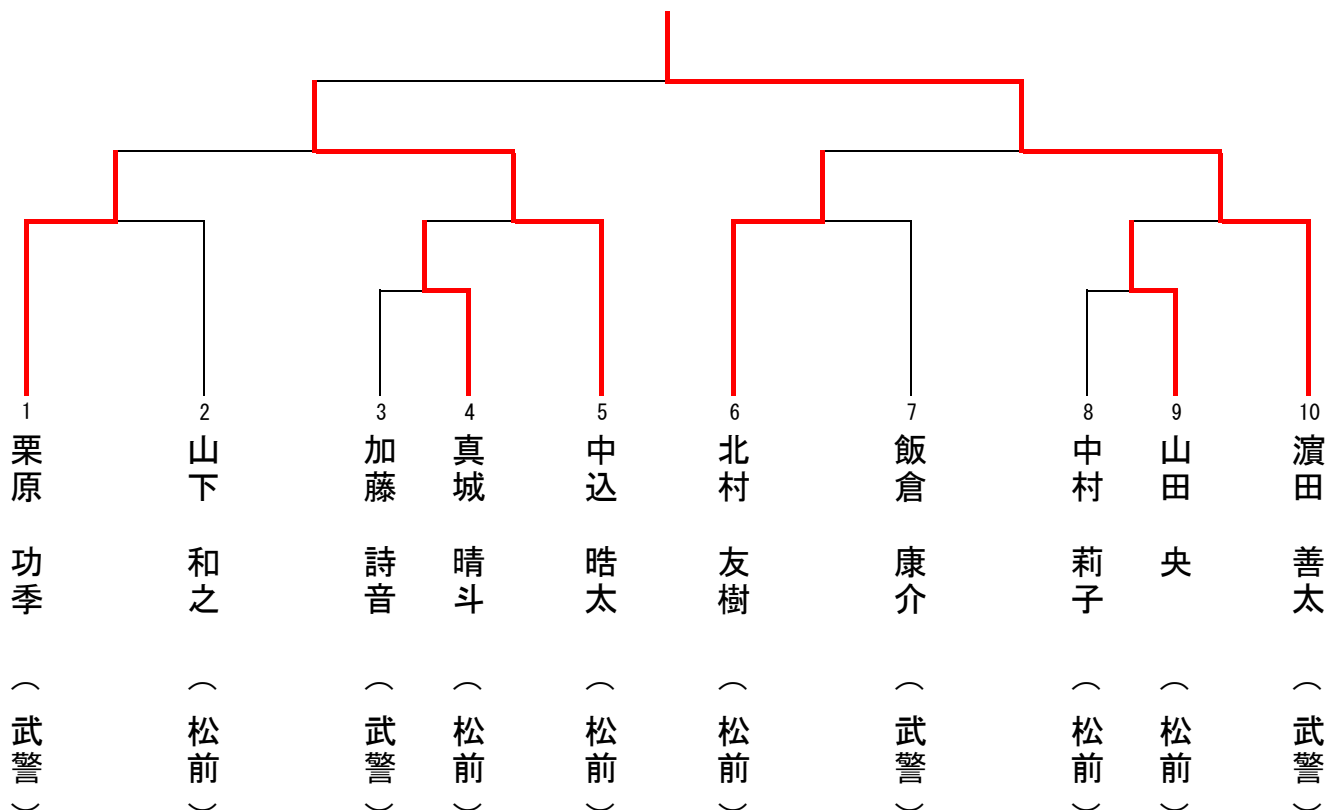 1
栗原 功季 （武警）
2
山下 和之 （松前）
3
加藤 詩音 （武警）
4
真城 晴斗 （松前）
5
中込 晧太 （松前）
6
北村 友樹 （松前）
7
飯倉 康介 （武警）
8
中村 莉子 （松前）
9
山田 央 （松前）
10
濵田 善太 （武警）